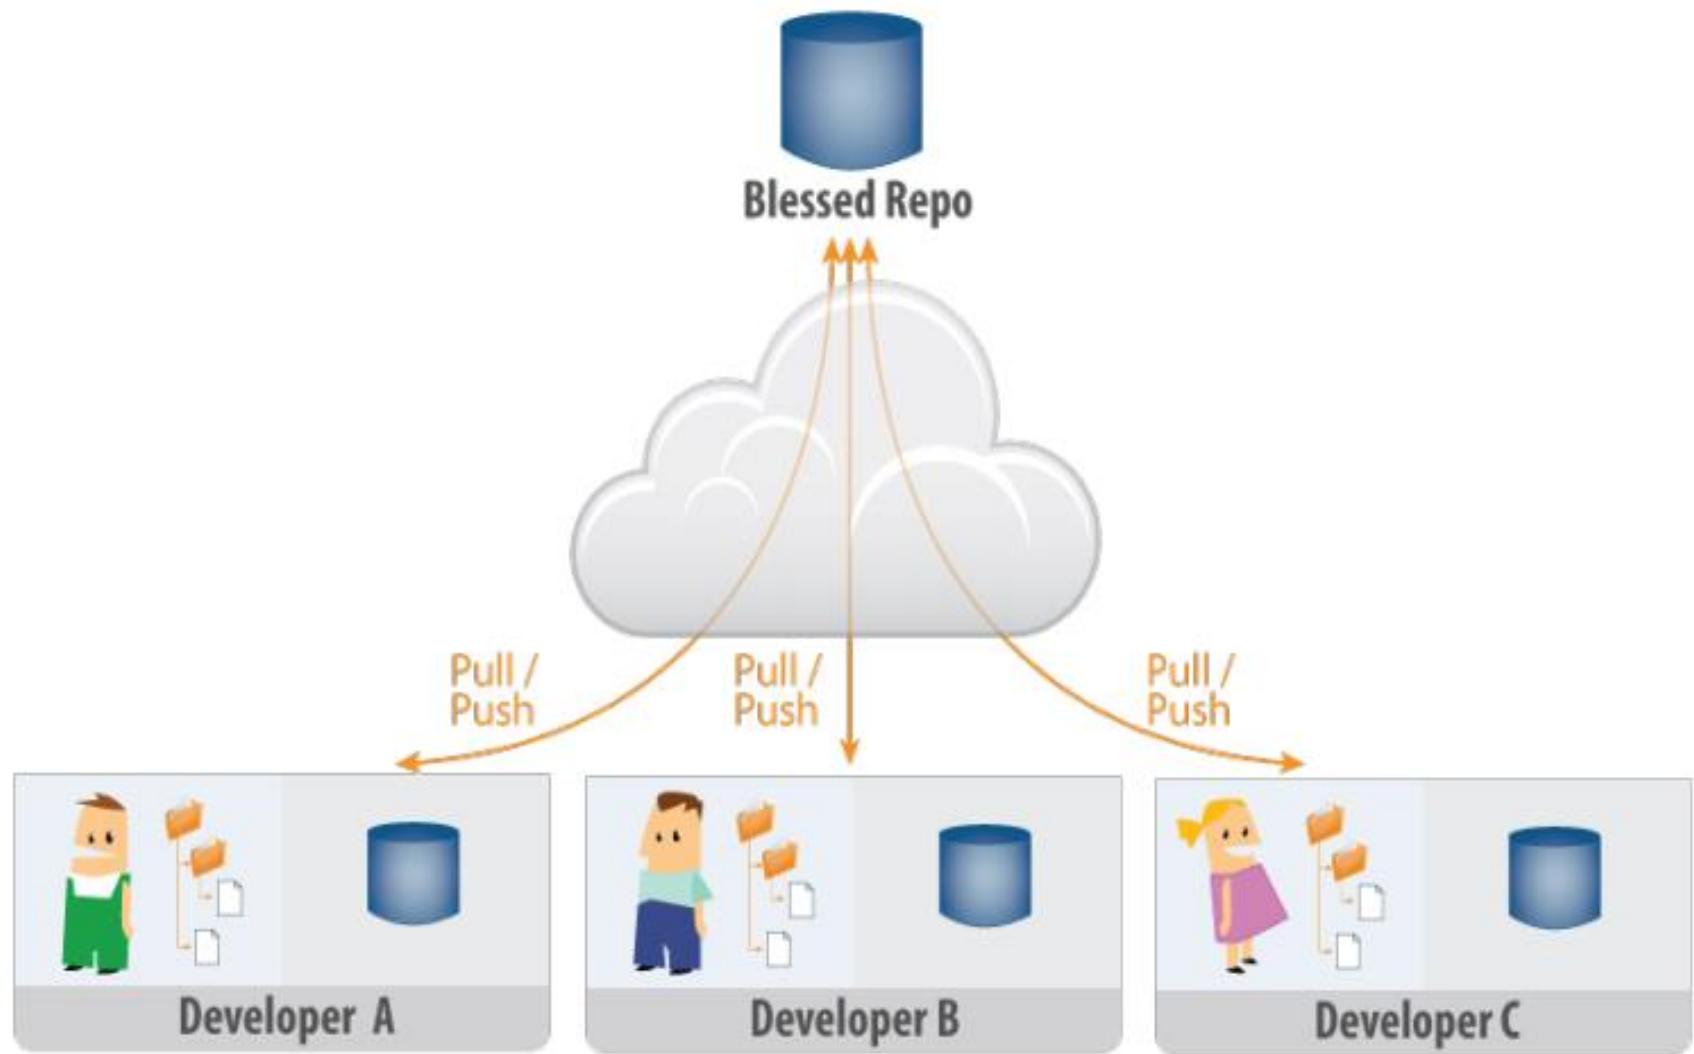 Blessed Repo
Pull /
Push
Pull /
Push
Pull /
Push
Developer A
Developer B
Developer C